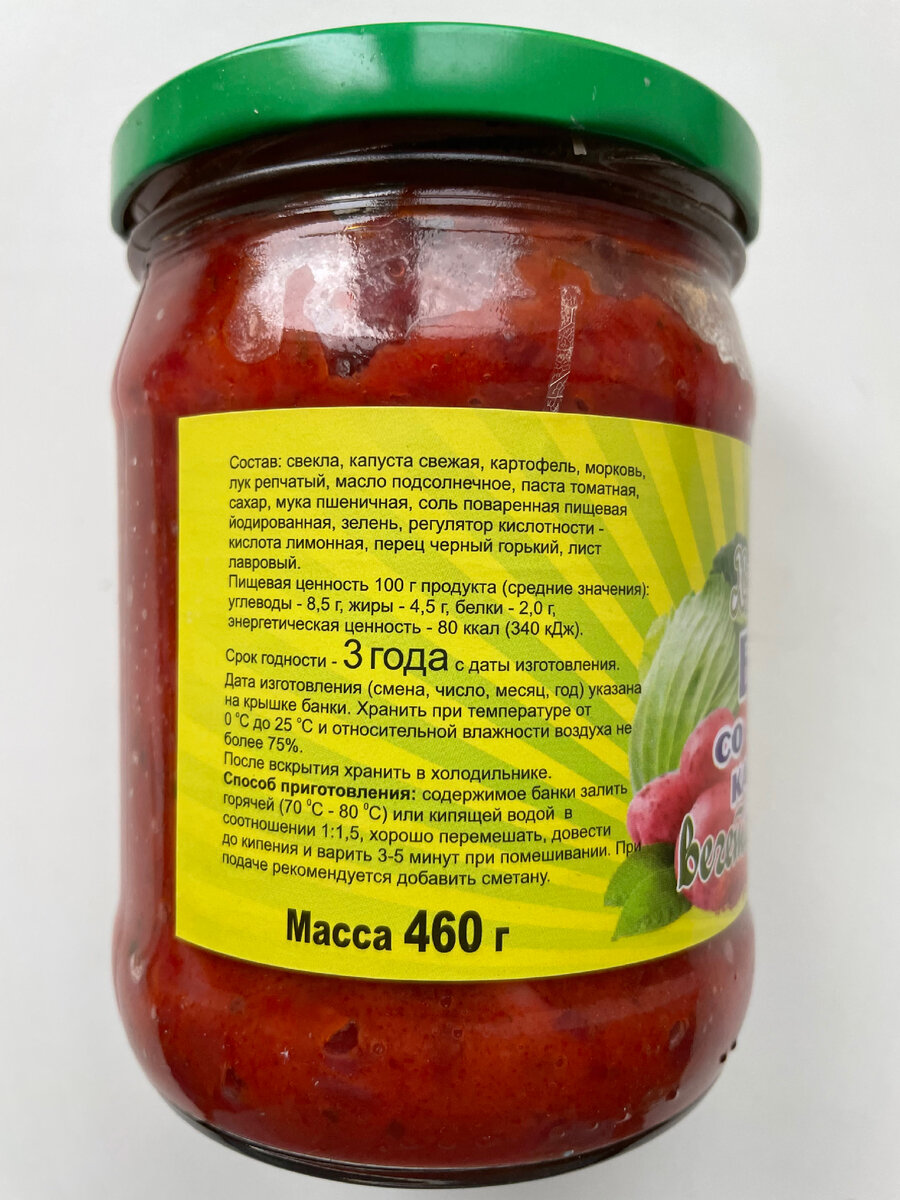 Состав: свекла, капуста свежая, картофель, морковь,
лук репчатый, масло подсолнечное, паста томатная,
сахар, мука пшеничная, соль поваренная пищевая
йодированная, зелень, регулятор кислотности -
кислота лимонная, перец черный горький, лист
лавровый.
Пищевая ценность 100 г продукта (средние значения):
углеводы - 8,5 г, жиры - 4,5 г, белки - 2,0 г,
энергетическая ценность - 80 ккал (340 кДж).
Срок годности - 3 года с даты изготовления.
Дата изготовления (смена, число, месяц, год) указана
на крышке банки. Хранить при температуре от
0 °С до 25 °С и относительной влажности воздуха не
более 75%.
После вскрытия хранить в холодильнике.
Способ приготовления: содержимое банки залить
горячей (70 °С - 80 °С) или кипящей водой в
соотношении 1:1,5, хорошо перемешать, довести
до кипения и варить 3-5 минут при помешивании. При
подаче рекомендуется добавить сметану.
Масса 460 г
со